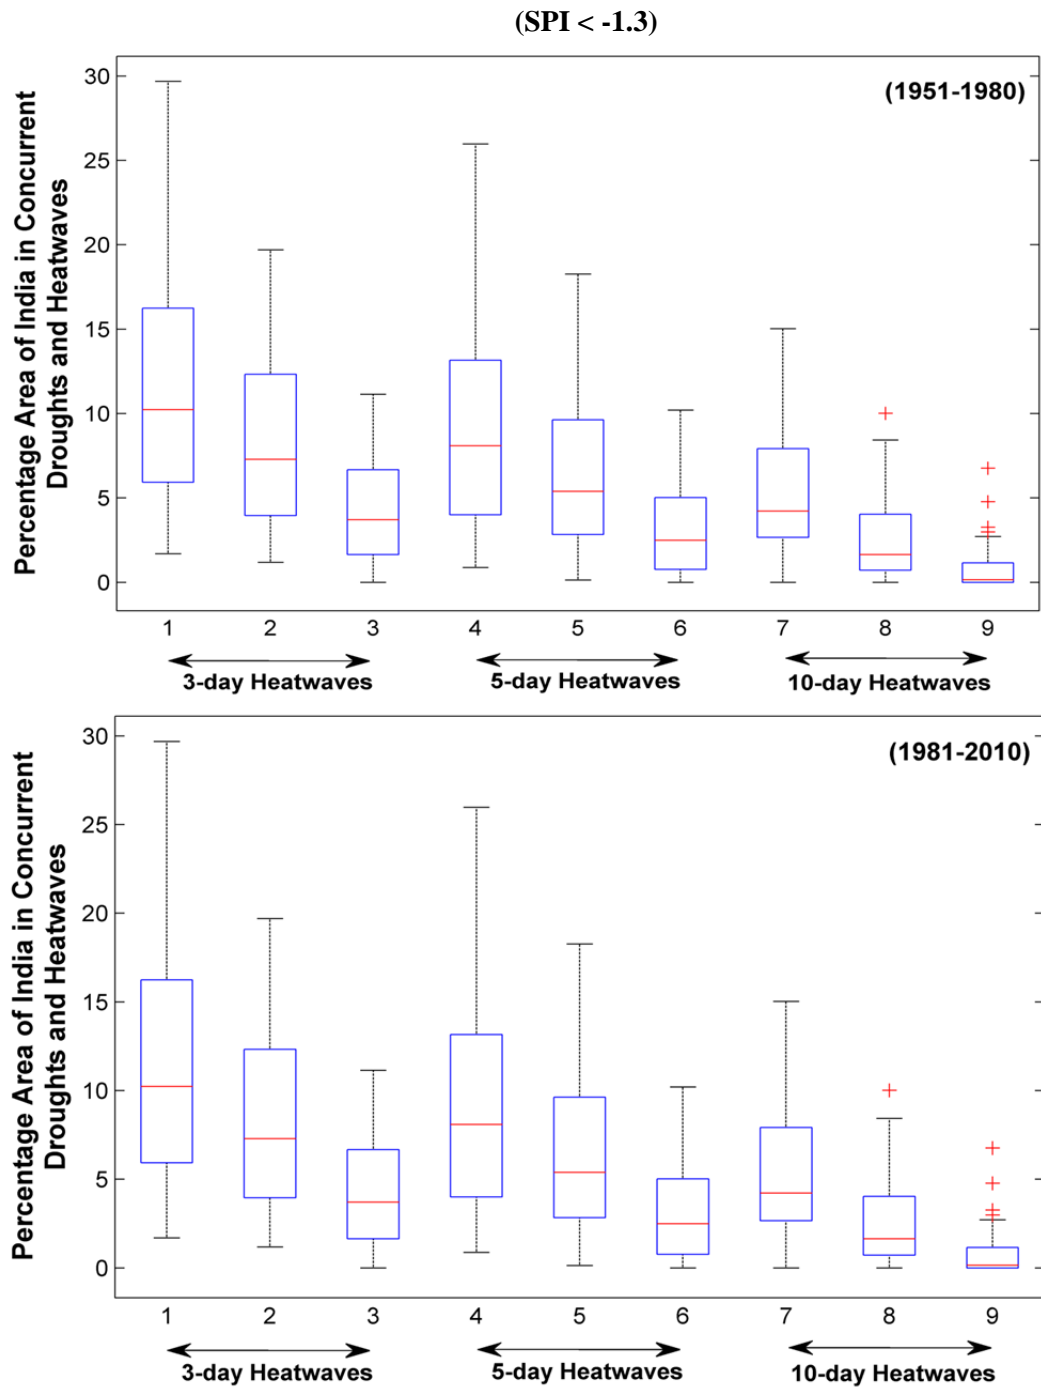 (SPI < -1.3)
(1951-1980)
Percentage Area of India in Concurrent
Droughts and Heatwaves
30
25
20
15
10
5
0
1 2 3 4 5 6 7 8 9
3-day Heatwaves 5-day Heatwaves 10-day Heatwaves
(1981-2010)
Percentage Area of India in Concurrent
Droughts and Heatwaves
30
25
20
15
10
5
0
1 2 3 4 5 6 7 8 9
3-day Heatwaves 5-day Heatwaves 10-day Heatwaves